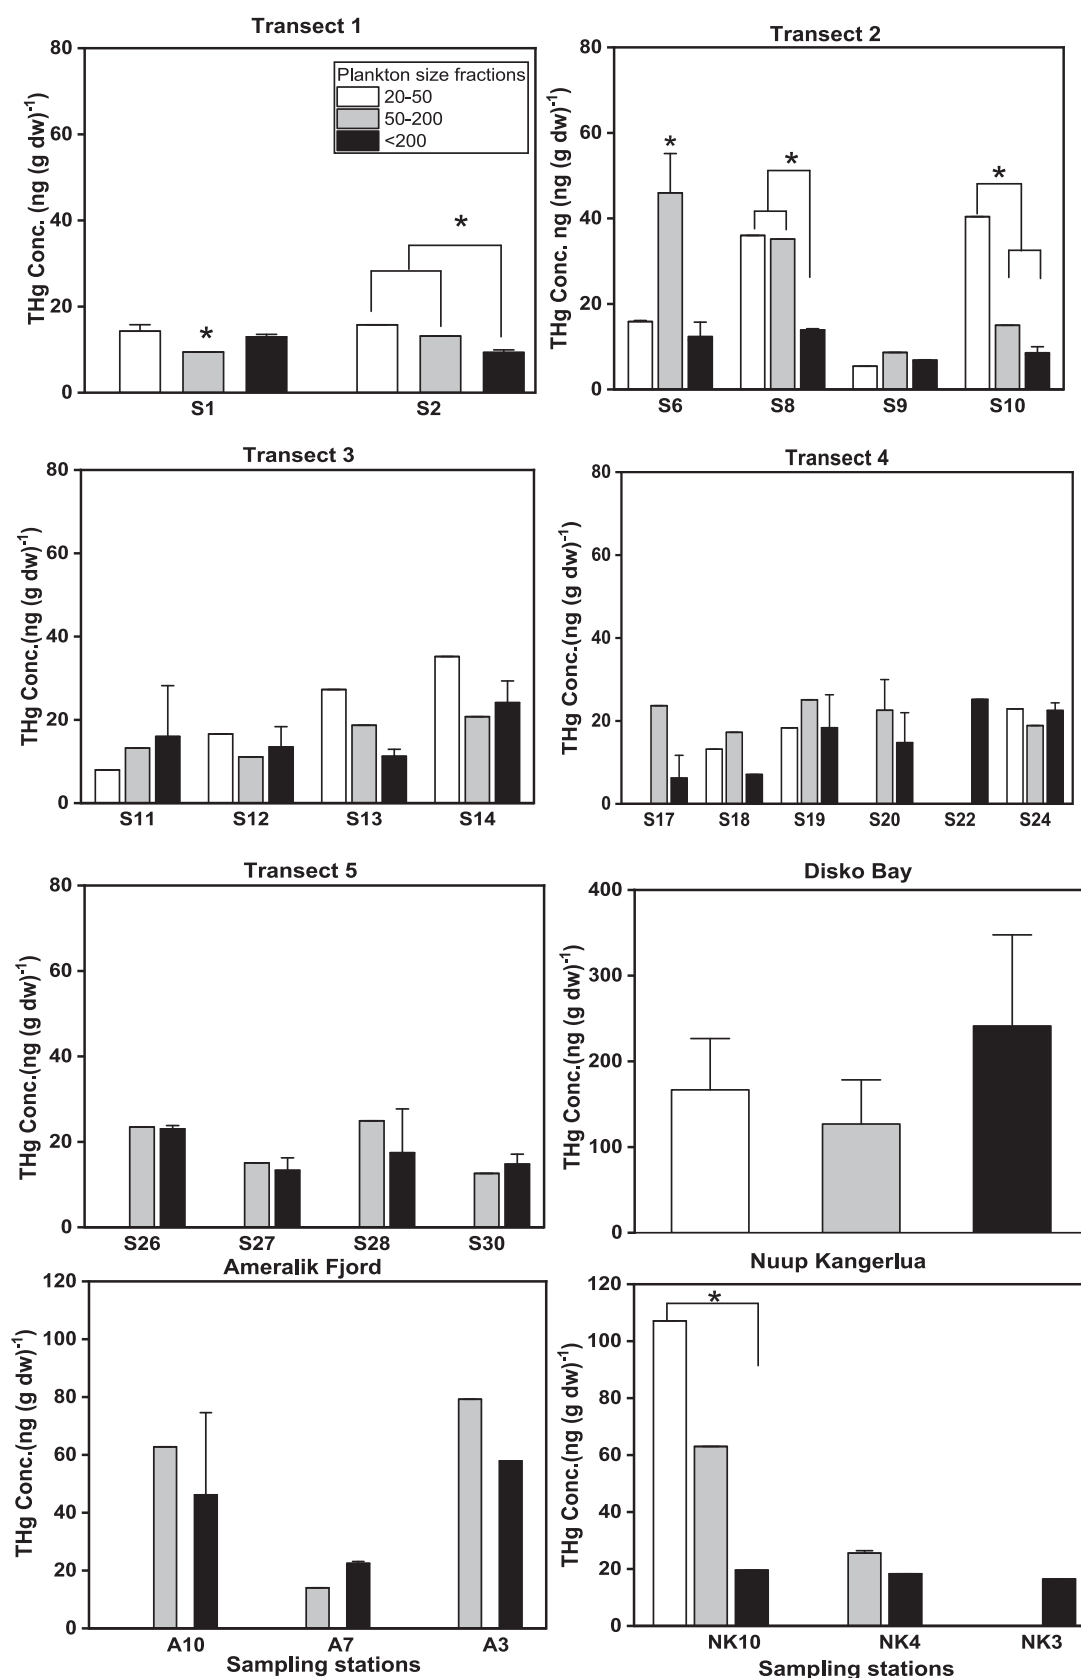 Transect 1
THg Conc. (ng (g dw)-1)
80
60
40
20
0
Plankton size fractions
20-50
50-200
<200
*
*
S1
S2
Transect 2
THg Conc. ng (ng (g dw)-1)
80
60
40
20
0
*
*
*
S6
S8
S9
S10
Transect 3
THg Conc.(ng (g dw)-1)
80
60
40
20
0
S11
S12
S13
S14
Transect 4
THg Conc.(ng (g dw)-1)
80
60
40
20
0
S17
S18
S19
S20
S22
S24
Transect 5
THg Conc.(ng (g dw)-1)
80
60
40
20
0
S26
S27
S28
S30
Disko Bay
THg Conc.(ng (g dw)-1)
400
300
200
100
0
Ameralik Fjord
THg Conc.(ng (g dw)-1)
120
100
80
60
40
20
0
A10
A7
A3
Sampling stations
Nuup Kangerlua
THg Conc.(ng (g dw)-1)
120
100
80
60
40
20
0
*
NK10
NK4
NK3
Sampling stations